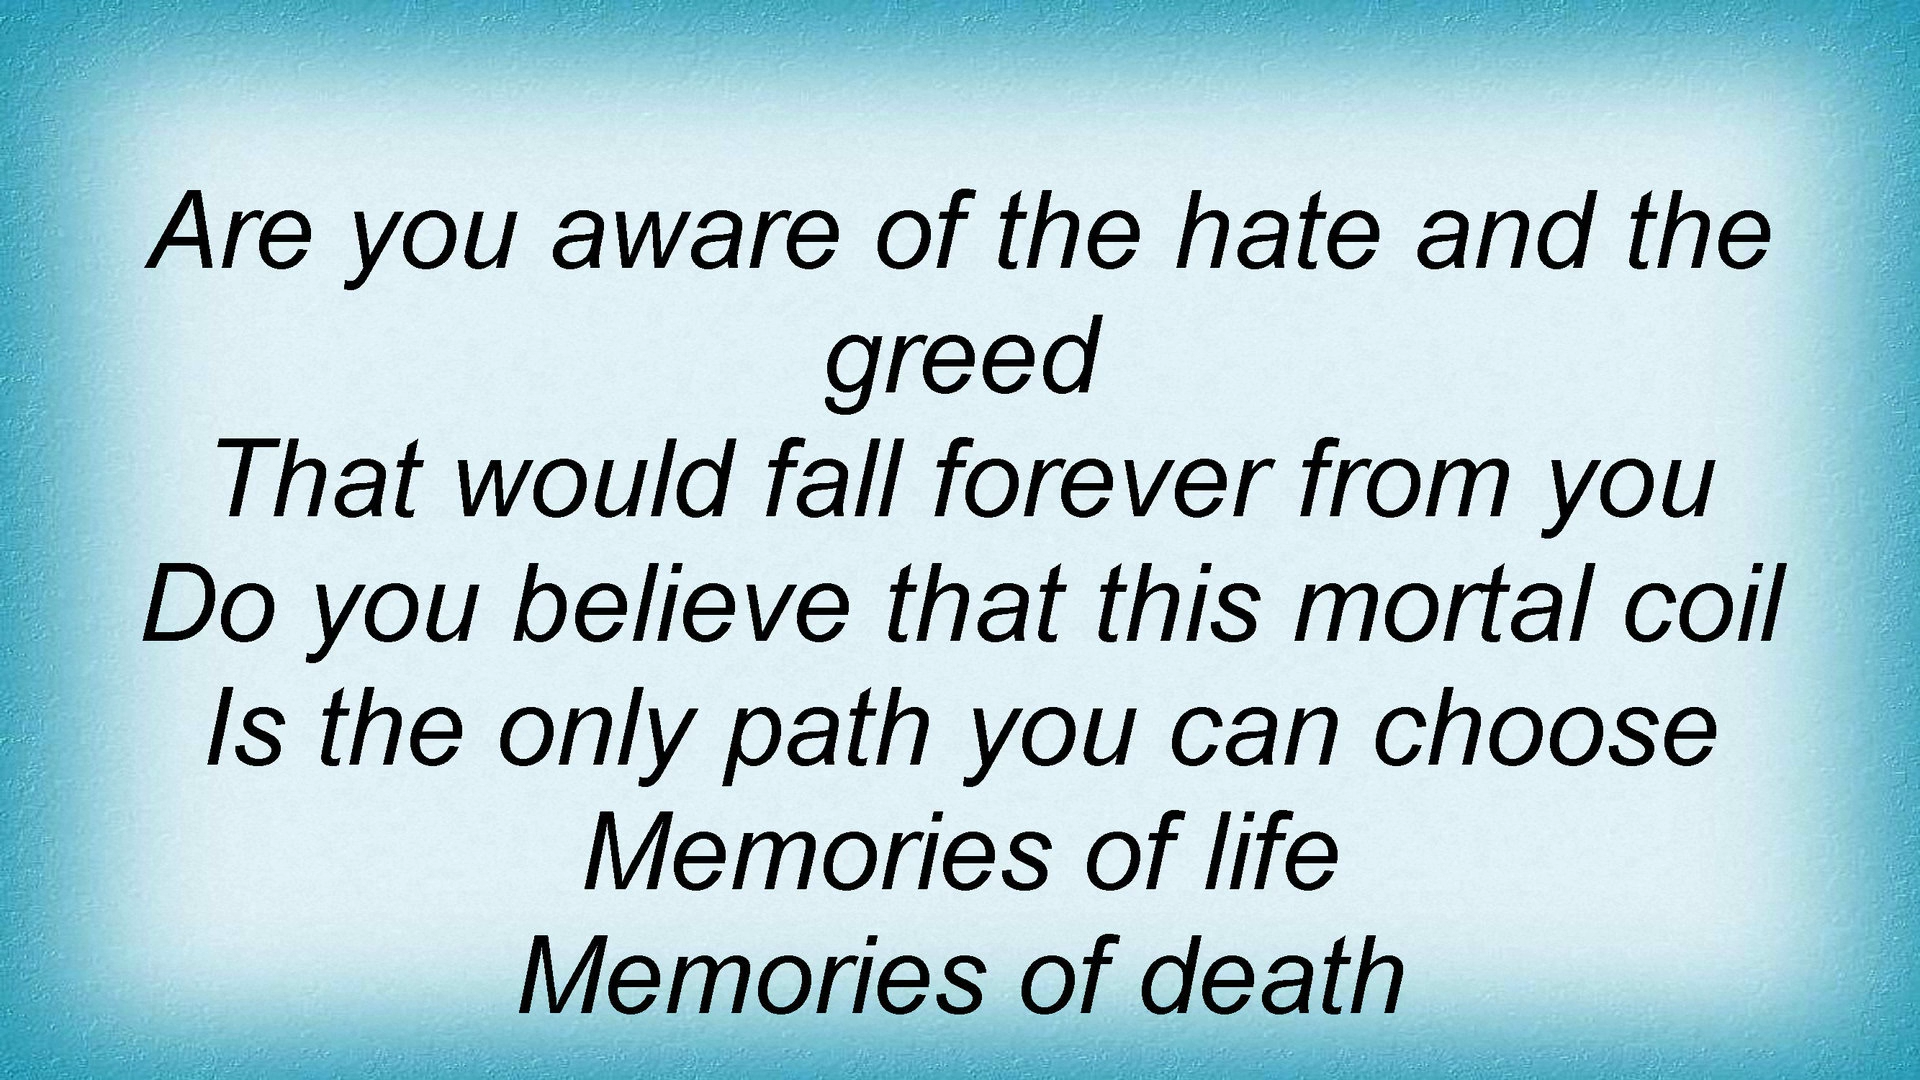 Are you aware of the hate and the
greed
That would fall forever from you
Do you believe that this mortal coil
Is the only path you can choose
Memories of life
Memories of death